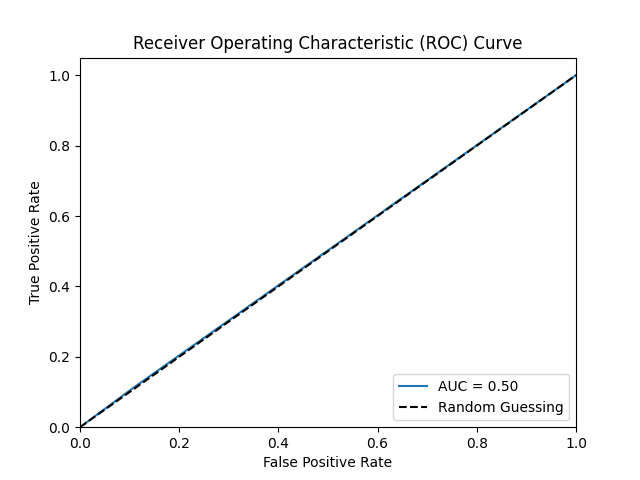 Receiver Operating Characteristic (ROC) Curve
True Positive Rate
1.0
0.8
0.6
0.4
0.2
0.0
AUC = 0.50
Random Guessing
0.0 0.2 0.4 0.6 0.8 1.0
False Positive Rate